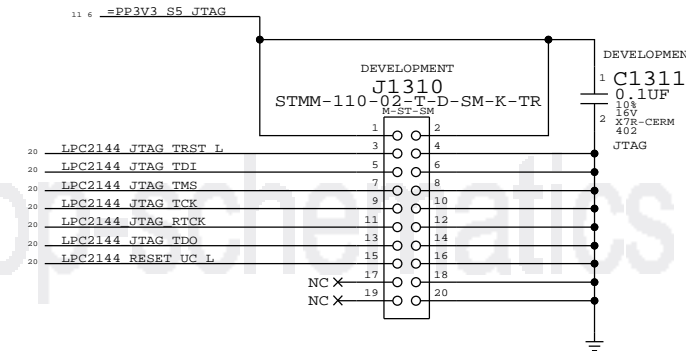 11 6 =PP3V3 S5 JTAG
DEVELOPMENT
J1310
STMM-110-02-T-D-SM-K-TR
M-ST-SM
DEVELOPMEN
1 C1311
0.1UF
10%
16V
2 X7R-CERM
402
JTAG
1 2
20 LPC2144 JTAG TRST L 3 4
20 LPC2144 JTAG TDI 5 6
20 LPC2144 JTAG TMS 7 8
20 LPC2144 JTAG TCK 9 10
20 LPC2144 JTAG RTCK 11 12
20 LPC2144 JTAG TDO 13 14
20 LPC2144 RESET UC L 15 16
NC 17 18
NC 19 20
op-schematics